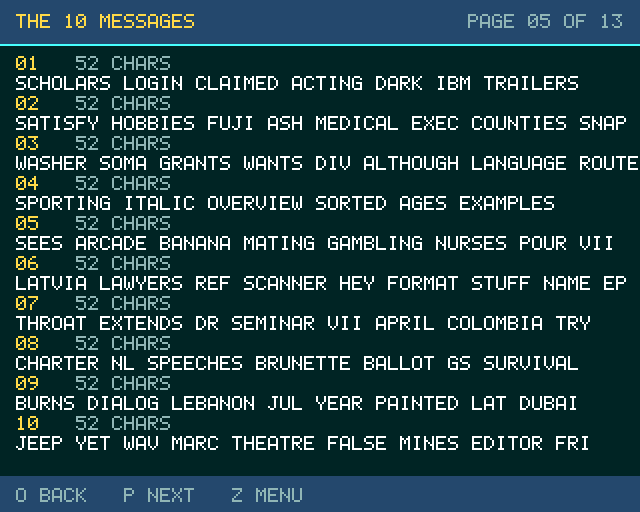 THE 10 MESSAGES PAGE 05 OF 13
01 52 CHARS
SCHOLARS LOGIN CLAIMED ACTING DARK IBM TRAILERS
02 52 CHARS
SATISFY HOBBIES FUJI ASH MEDICAL EXEC COUNTIES SNAP
03 52 CHARS
WASHER SOMA GRANTS WANTS DIV ALTHOUGH LANGUAGE ROUTE
04 52 CHARS
SPORTING ITALIC OVERVIEW SORTED AGES EXAMPLES
05 52 CHARS
SEES ARCADE BANANA MATING GAMBLING NURSES POUR VII
06 52 CHARS
LATVIA LAWYERS REF SCANNER HEY FORMAT STUFF NAME EP
07 52 CHARS
THROAT EXTENDS DR SEMINAR VII APRIL COLOMBIA TRY
08 52 CHARS
CHARTER NL SPEECHES BRUNETTE BALLOT GS SURVIVAL
09 52 CHARS
BURNS DIALOG LEBANON JUL YEAR PAINTED LAT DUBAI
10 52 CHARS
JEEP YET WAV MARC THEATRE FALSE MINES EDITOR FRI
O BACK P NEXT Z MENU